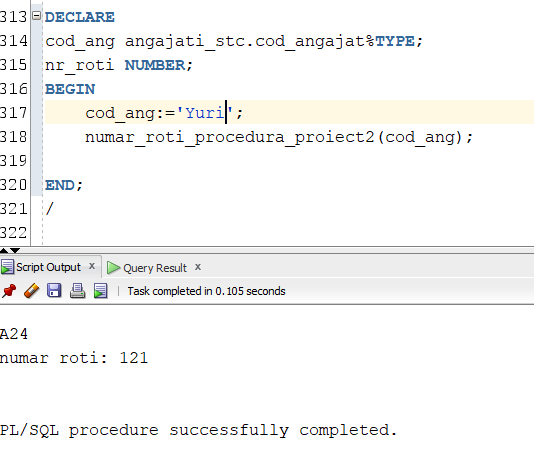 313 DECLARE
314 cod_ang angajati_stc.cod_angajat%TYPE;
315 nr_roti NUMBER;
316 BEGIN
317 cod_ang:='Yuri';
318 numar_roti_procedura_proiect2(cod_ang);
319
320 END;
321 /
322
Script Output x Query Result x
Task completed in 0.105 seconds
A24
numar roti: 121
PL/SQL procedure successfully completed.